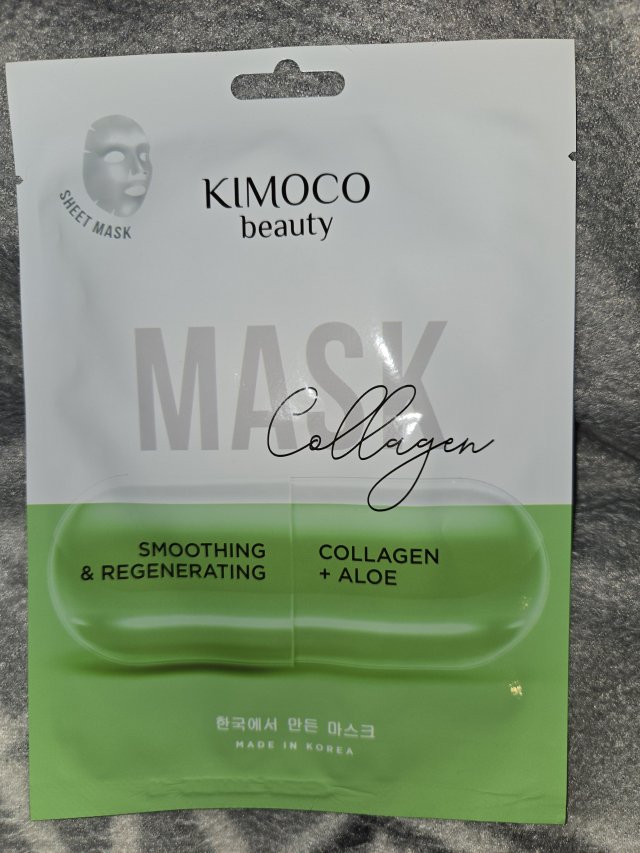 SHEET MASK
KIMOCO
beauty
MASK
Collagen
SMOOTHING
& REGENERATING
COLLAGEN
+ ALOE
한국에서 만든 마스크
MADE IN KOREA